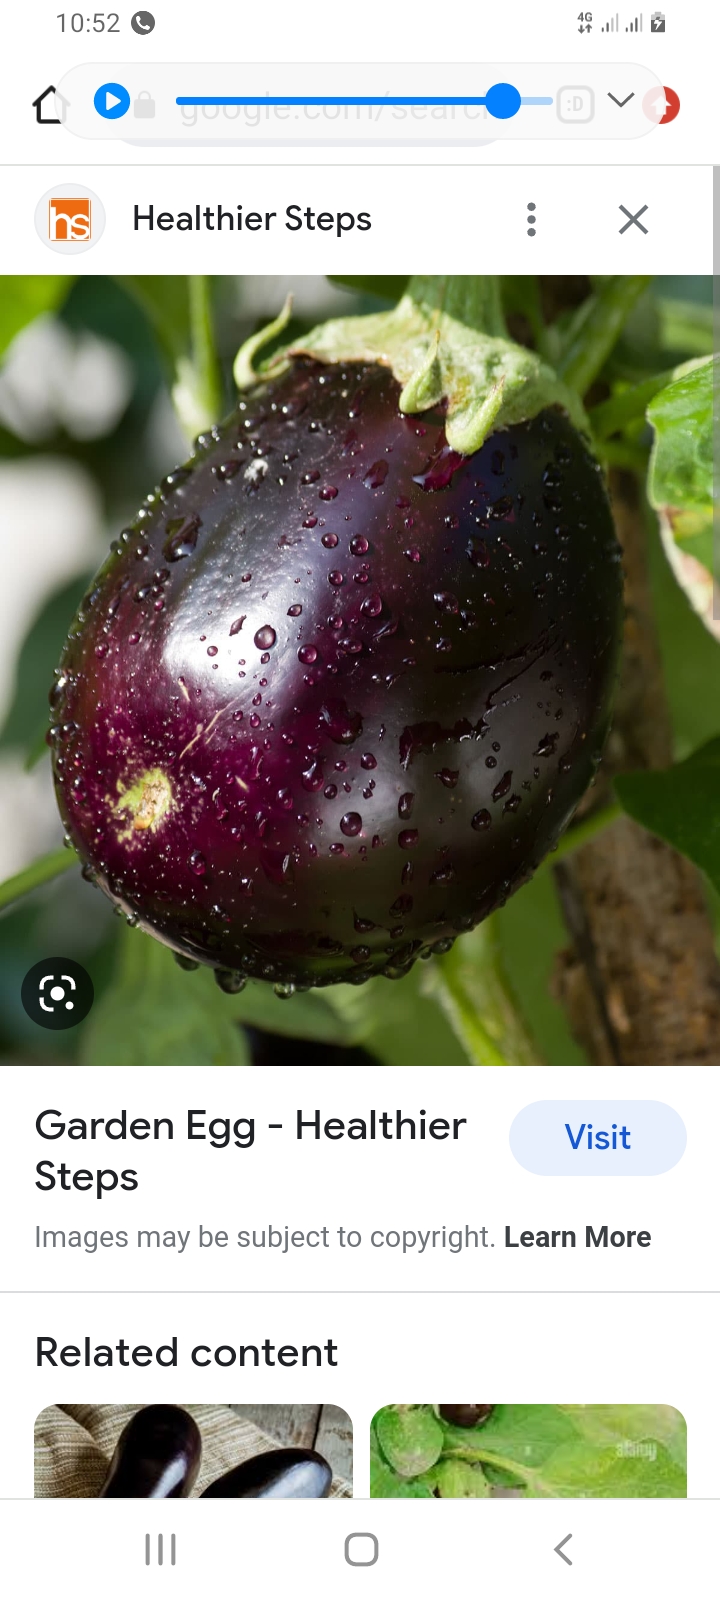 10:52
4G
google.com/search
:D
hs
Healthier Steps
Garden Egg - Healthier
Steps
Visit
Images may be subject to copyright. Learn More
Related content
alamy